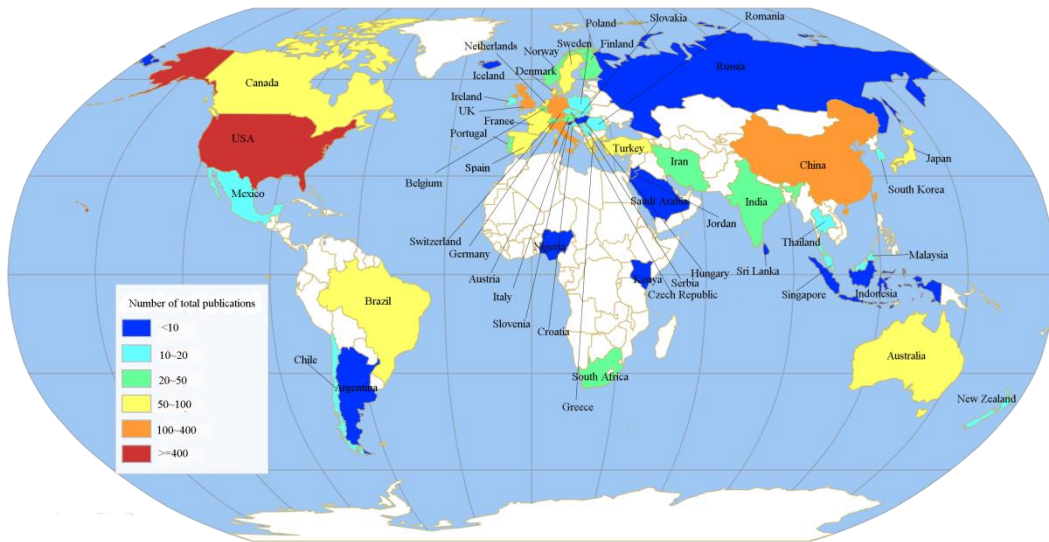 Poland
Slovakia
Romania
Netherlands
Norway
Sweden
Finland
Iceland
Denmark
Russia
Canada
Ireland
UK
USA
France
Portugal
Turkey
Iran
China
Japan
Spain
Belgium
South Korea
Mexico
Saudi Arabia
India
Jordan
Switzerland
Germany
Nigeria
Thailand
Malaysia
Sri Lanka
Austria
Hungary
Kenya
Serbia
Singapore
Indonesia
Italy
Czech Republic
Slovenia
Croatia
Brazil
Number of total publications
<10
10~20
20~50
50~100
100~400
>=400
Chile
Argentina
South Africa
Greece
Australia
New Zealand